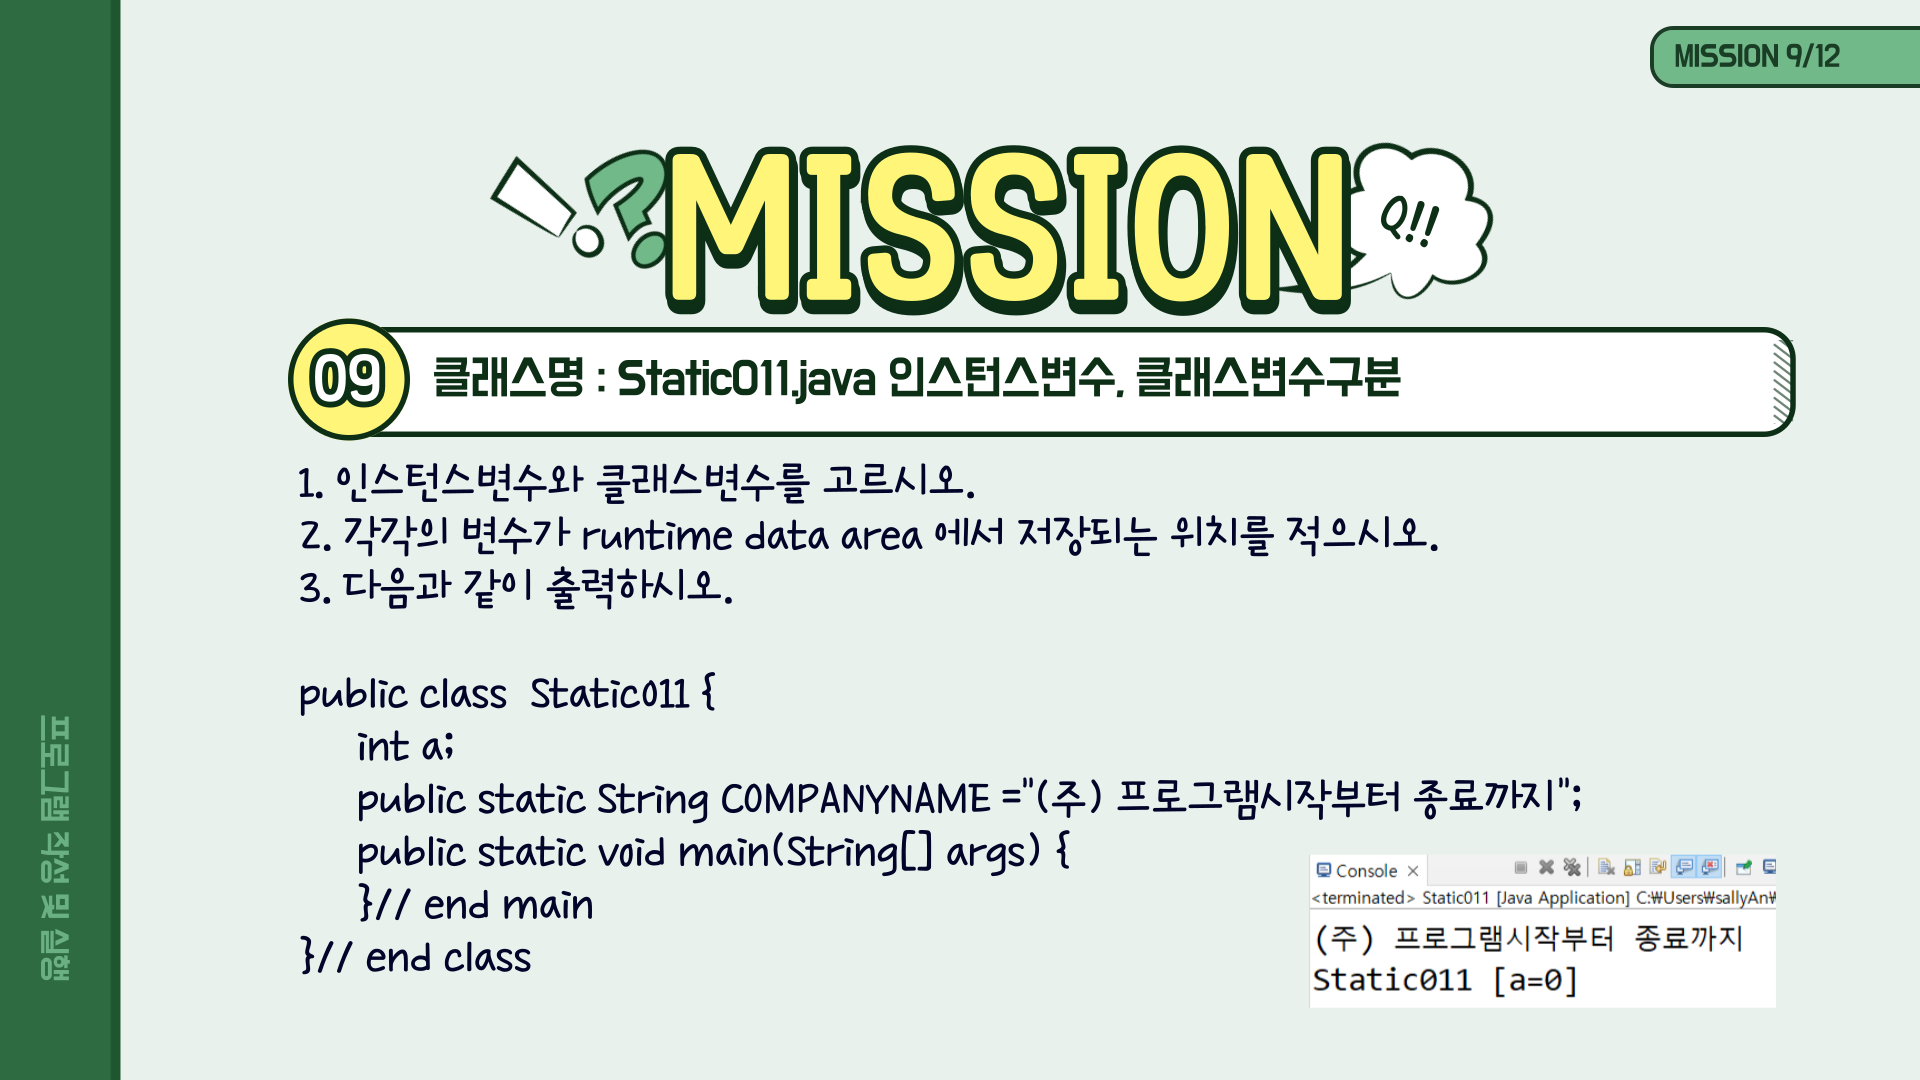 MISSION 9/12
MISSION
Q!!
09
클래스명 : Static011.java 인스턴스변수, 클래스변수구분
1. 인스턴스변수와 클래스변수를 고르시오.
2. 각각의 변수가 runtime data area 에서 저장되는 위치를 적으시오.
3. 다음과 같이 출력하시오.
public class  Static011 {
int a;
public static String COMPANYNAME ="(주) 프로그램시작부터 종료까지";
public static void main(String[] args) {
}// end main
}// end class
Console
<terminated> Static011 [Java Application] C:₩Users₩sallyAn₩
(주) 프로그램시작부터 종료까지
Static011 [a=0]
프로그램 작성 및 실행